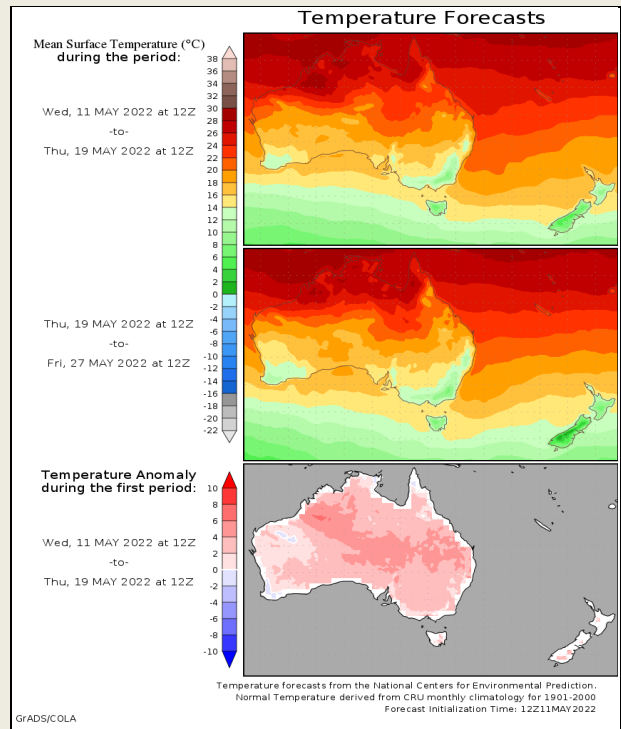 Temperature Forecasts
Mean Surface Temperature (°C)
during the period:
38
36
34
32
30
28
26
24
22
20
18
16
14
12
10
8
6
4
2
0
-2
-4
-6
-8
-10
-12
-14
-16
-18
-20
-22
Wed, 11 MAY 2022 at 12Z
-to-
Thu, 19 MAY 2022 at 12Z
Thu, 19 MAY 2022 at 12Z
-to-
Fri, 27 MAY 2022 at 12Z
Temperature Anomaly
during the first period:
10
8
6
4
2
0
-2
-4
-6
-8
-10
Wed, 11 MAY 2022 at 12Z
-to-
Thu, 19 MAY 2022 at 12Z
Temperature forecasts from the National Centers for Environmental Prediction.
Normal Temperature derived from CRU monthly climatology for 1901-2000
Forecast Initialization Time: 12Z11MAY2022
GrADS/COLA